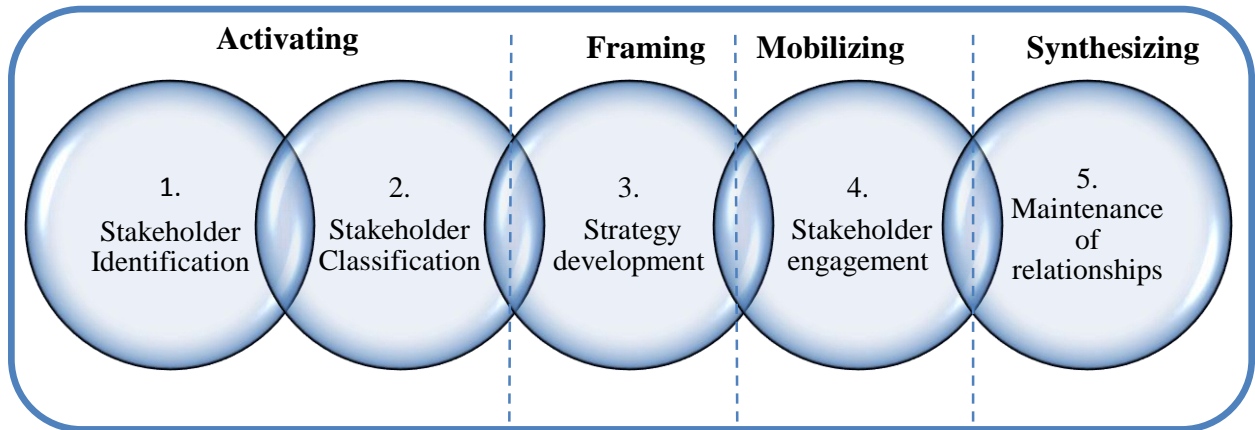 Activating
Framing
Mobilizing
Synthesizing
1.
Stakeholder
Identification
2.
Stakeholder
Classification
3.
Strategy
development
4.
Stakeholder
engagement
5.
Maintenance
of
relationships